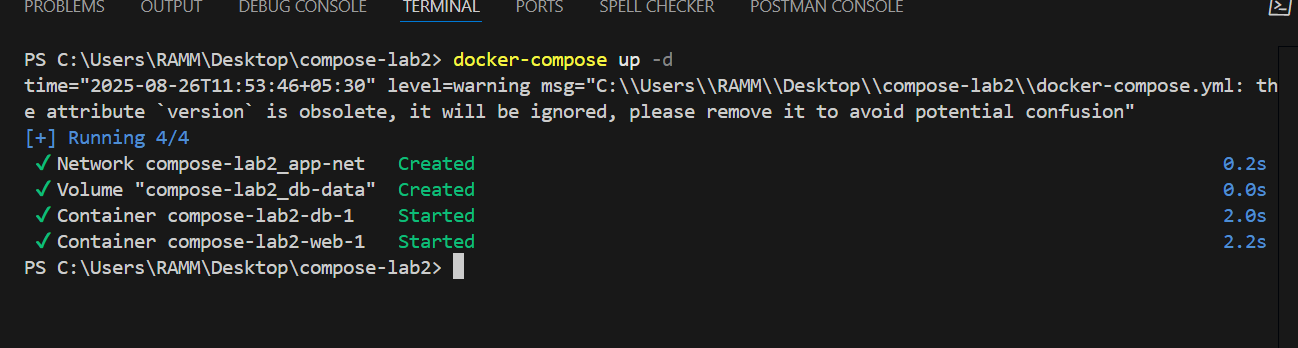 PROBLEMS OUTPUT DEBUG CONSOLE TERMINAL PORTS SPELL CHECKER POSTMAN CONSOLE
PS C:\Users\RAMM\Desktop\compose-lab2> docker-compose up -d
time="2025-08-26T11:53:46+05:30" level=warning msg="C:\\Users\\RAMM\\Desktop\\compose-lab2\\docker-compose.yml: th
e attribute `version` is obsolete, it will be ignored, please remove it to avoid potential confusion"
[+] Running 4/4
✔ Network compose-lab2_app-net Created 0.2s
✔ Volume "compose-lab2_db-data" Created 0.0s
✔ Container compose-lab2-db-1 Started 2.0s
✔ Container compose-lab2-web-1 Started 2.2s
PS C:\Users\RAMM\Desktop\compose-lab2>